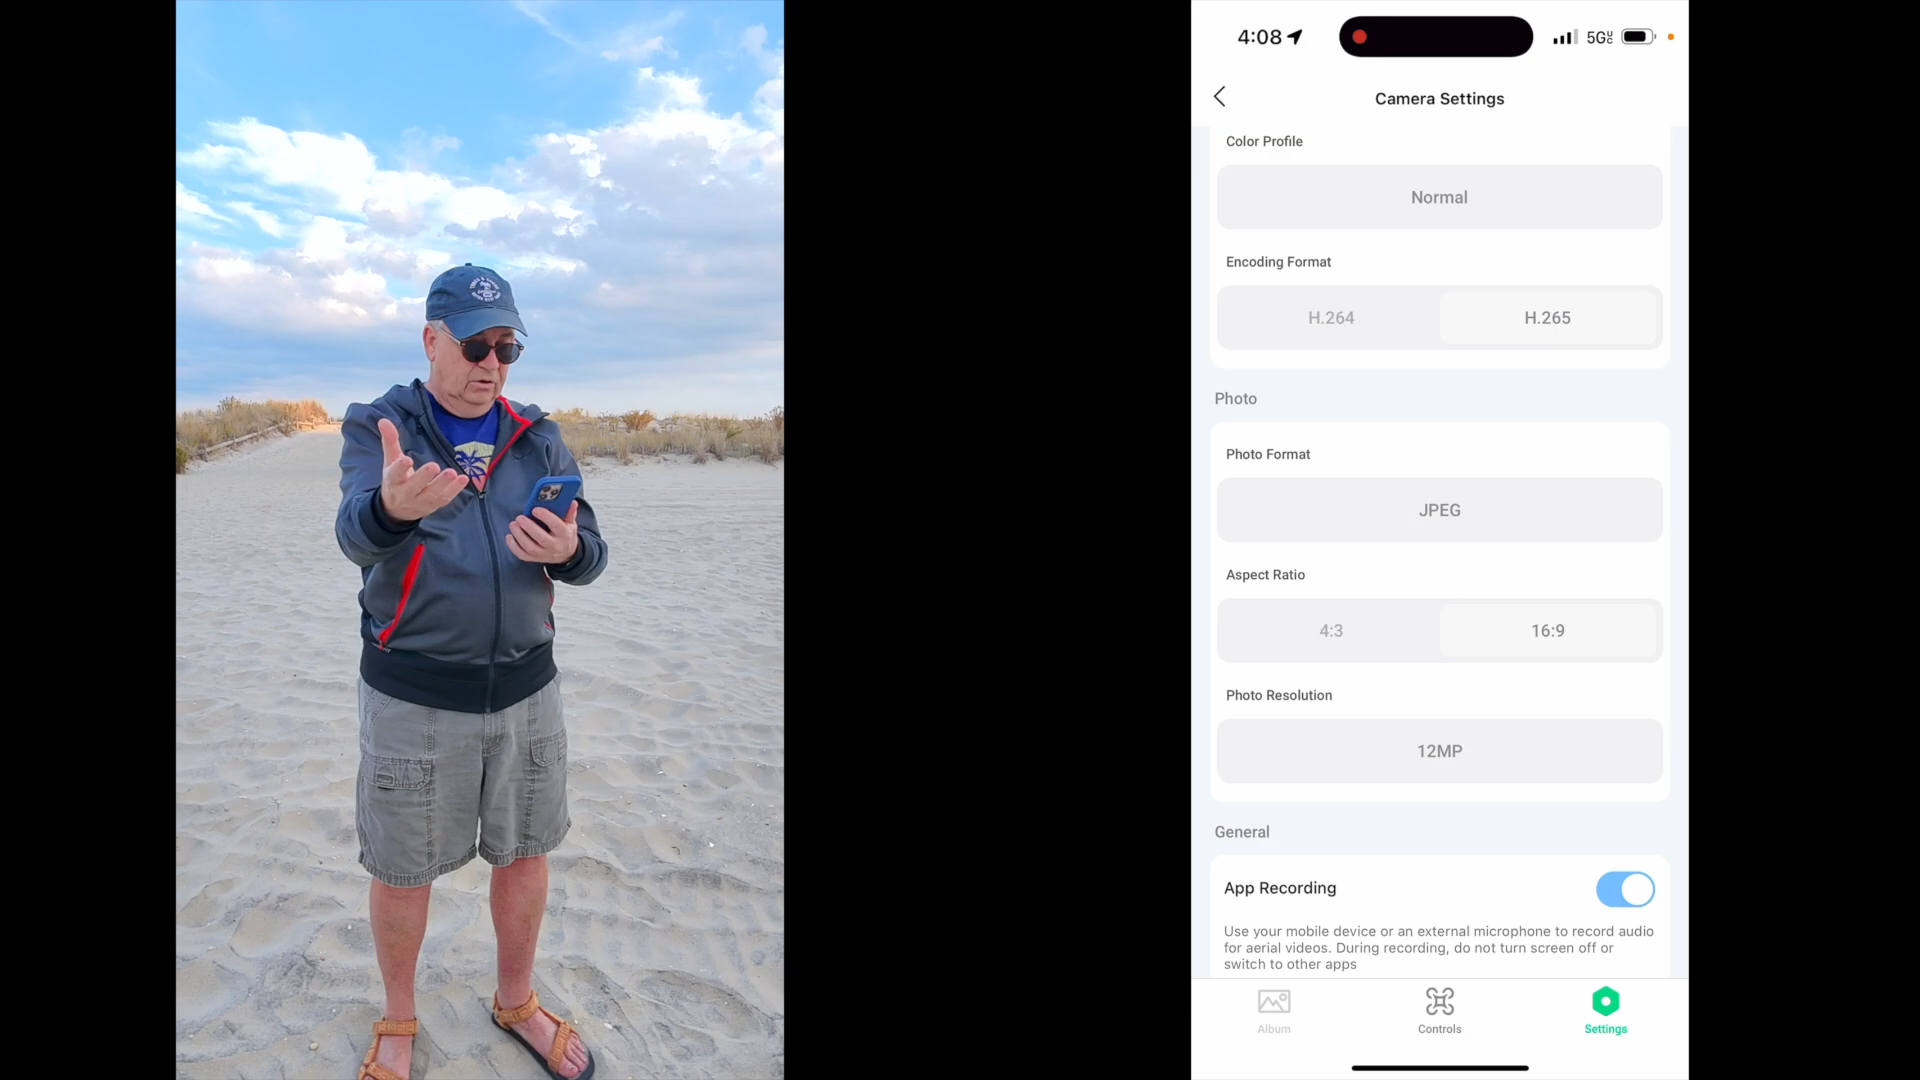 4:08
5G
Camera Settings
Color Profile
Normal
Encoding Format
H.264
H.265
Photo
Photo Format
JPEG
Aspect Ratio
4:3
16:9
Photo Resolution
12MP
General
App Recording
Use your mobile device or an external microphone to record audio
for aerial videos. During recording, do not turn screen off or
switch to other apps
Album
Controls
Settings